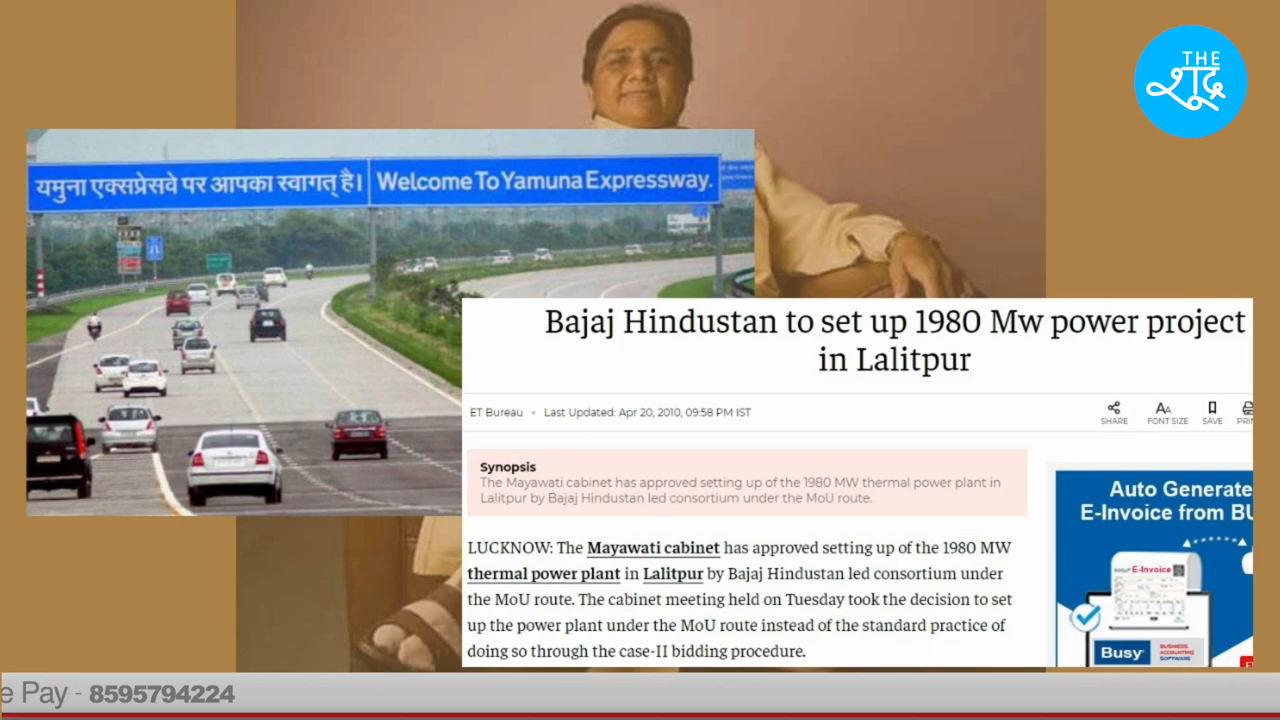 THE
शूद्र
यमुना एक्सप्रेसवे पर आपका स्वागत् है। Welcome To Yamuna Expressway.
Bajaj Hindustan to set up 1980 Mw power project
in Lalitpur
ET Bureau • Last Updated: Apr 20, 2010, 09:58 PM IST
SHARE FONT SIZE SAVE PRIN
Synopsis
The Mayawati cabinet has approved setting up of the 1980 MW thermal power plant in
Lalitpur by Bajaj Hindustan led consortium under the MoU route.
LUCKNOW: The Mayawati cabinet has approved setting up of the 1980 MW
thermal power plant in Lalitpur by Bajaj Hindustan led consortium under
the MoU route. The cabinet meeting held on Tuesday took the decision to set
up the power plant under the MoU route instead of the standard practice of
doing so through the case-II bidding procedure.
Auto Generate
E-Invoice from BU
E-Invoice
Busy
BUSINESS
ACCOUNTING
SOFTWARE
e Pay - 8595794224